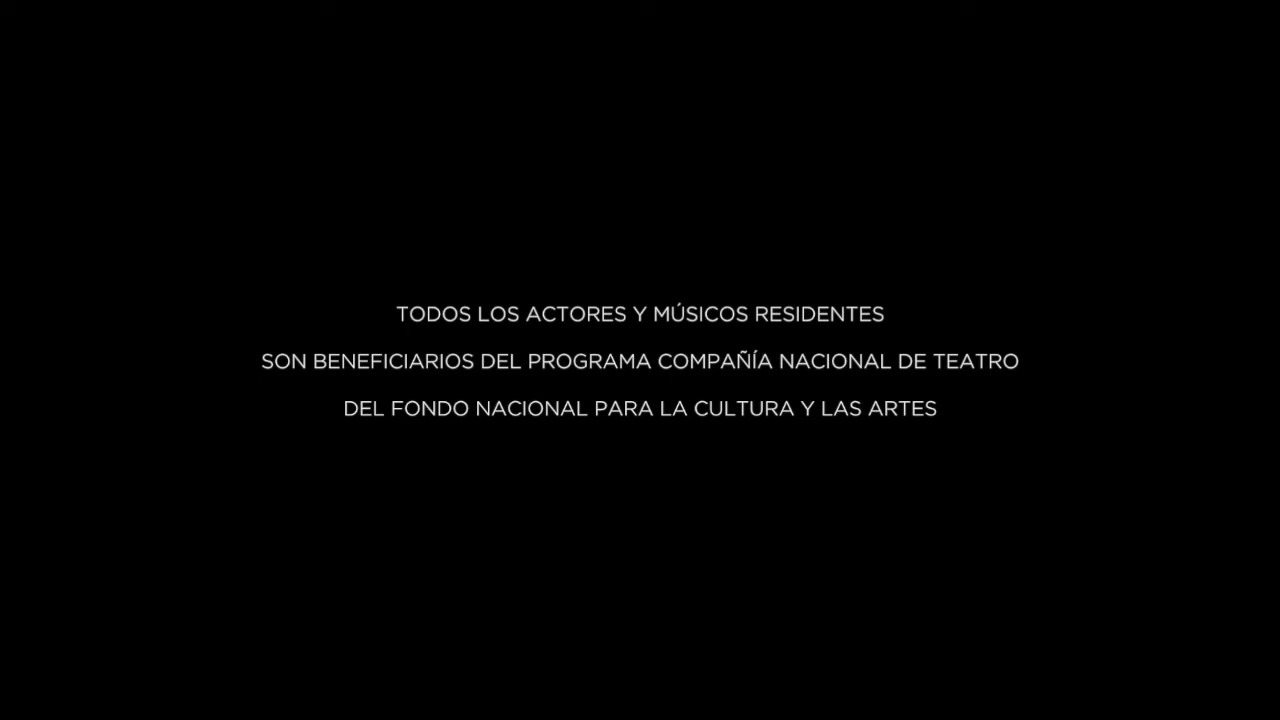 TODOS LOS ACTORES Y MÚSICOS RESIDENTES
SON BENEFICIARIOS DEL PROGRAMA COMPAÑÍA NACIONAL DE TEATRO
DEL FONDO NACIONAL PARA LA CULTURA Y LAS ARTES